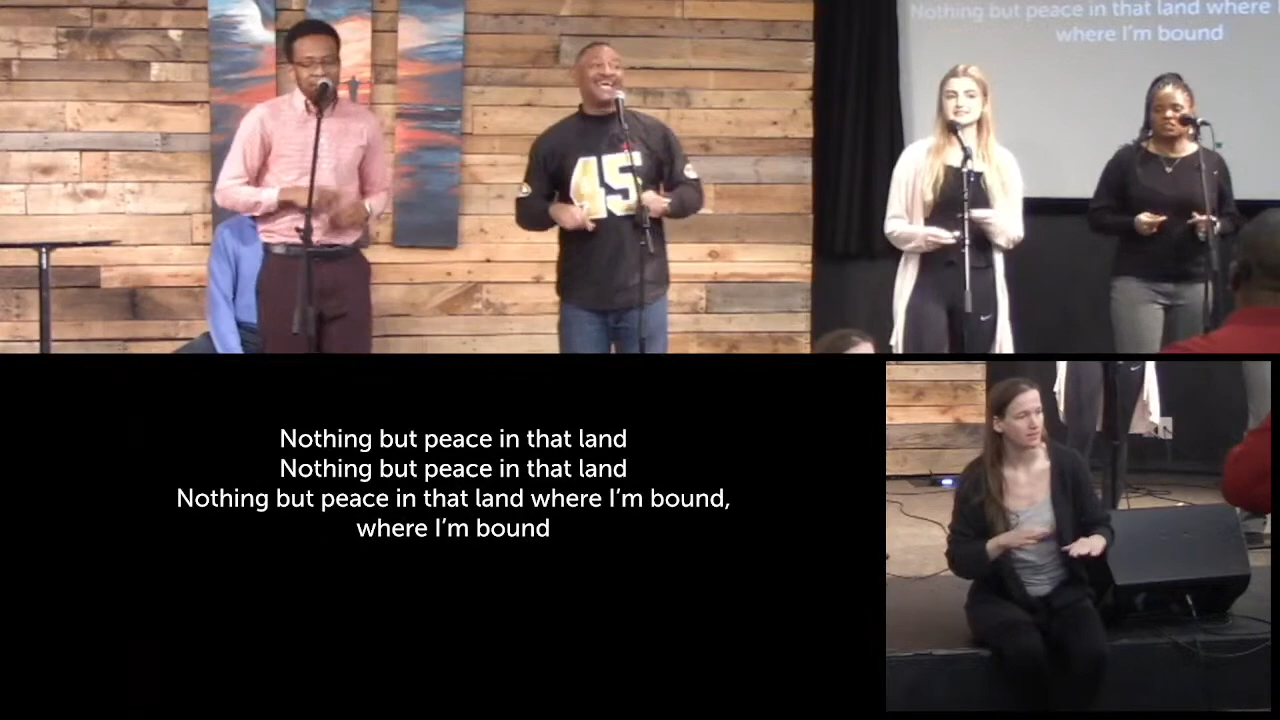 Nothing but peace in that land where I
where I'm bound
45
Nothing but peace in that land
Nothing but peace in that land
Nothing but peace in that land where I'm bound,
where I'm bound